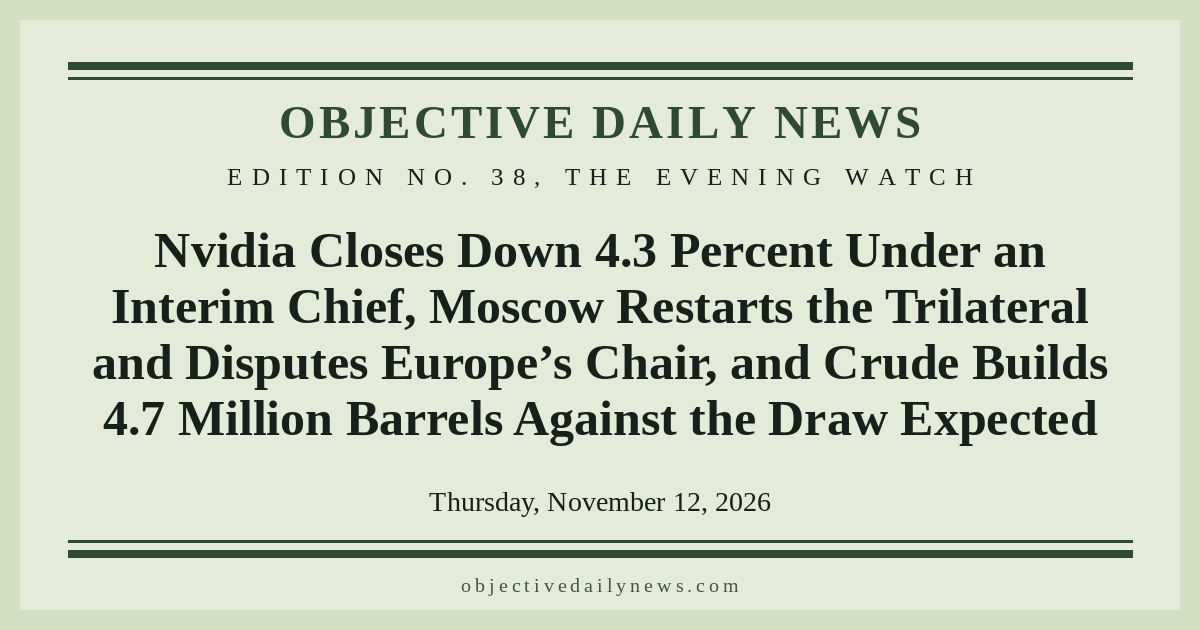 OBJECTIVE DAILY NEWS
EDITION NO. 38, THE EVENING WATCH
Nvidia Closes Down 4.3 Percent Under an
Interim Chief, Moscow Restarts the Trilateral
and Disputes Europe’s Chair, and Crude Builds
4.7 Million Barrels Against the Draw Expected
Thursday, November 12, 2026
objectivedailynews.com